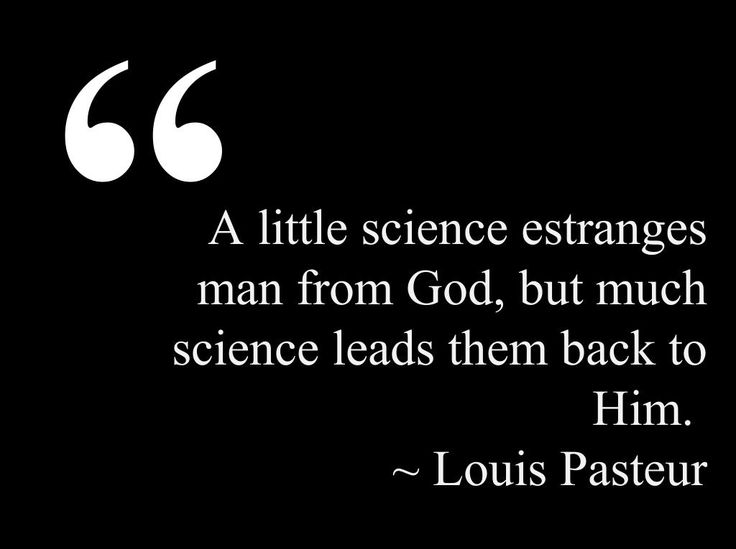 “
A little science estranges
man from God, but much
science leads them back to
Him.
~ Louis Pasteur